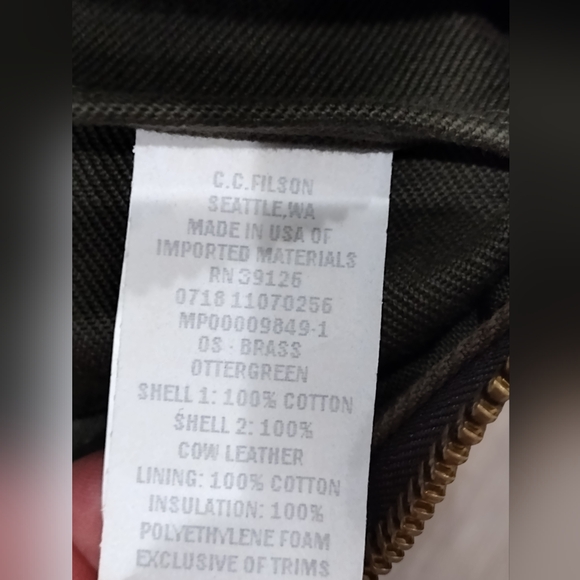 C.C.FILSON
SEATTLE,WA
MADE IN USA OF
IMPORTED MATERIALS
RN 39126
0718 11070256
MP00009849-1
OS - BRASS
OTTERGREEN
SHELL 1: 100% COTTON
SHELL 2: 100%
COW LEATHER
LINING: 100% COTTON
INSULATION: 100%
POLYETHYLENE FOAM
EXCLUSIVE OF TRIMS